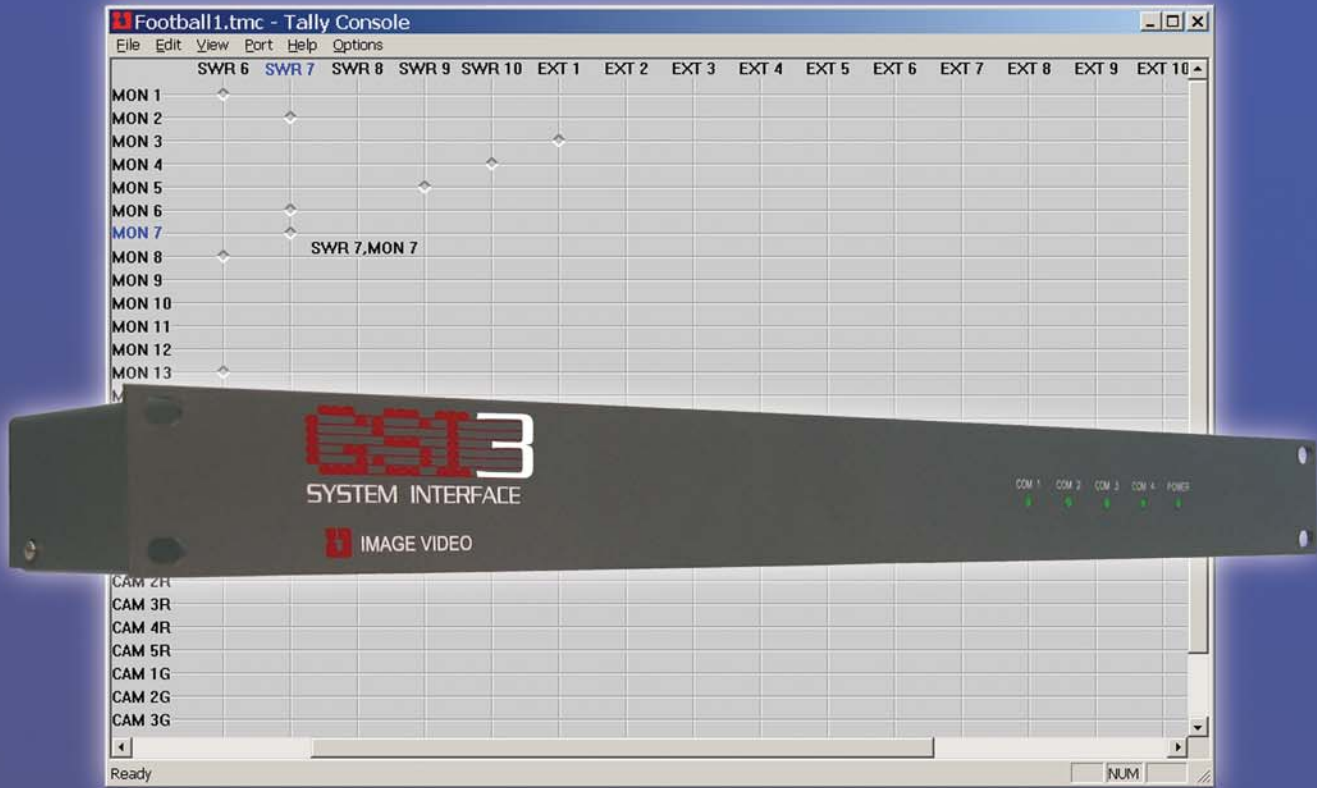 Football1.tmc - Tally Console
File Edit View Port Help Options
SWR 6 SWR 7 SWR 8 SWR 9 SWR 10 EXT 1 EXT 2 EXT 3 EXT 4 EXT 5 EXT 6 EXT 7 EXT 8 EXT 9 EXT 10
MON 1
MON 2
MON 3
MON 4
MON 5
MON 6
MON 7
SWR 7,MON 7
MON 8
MON 9
MON 10
MON 11
MON 12
MON 13
GSI3
SYSTEM INTERFACE
IMAGE VIDEO
COM 1 COM 2 COM 3 COM 4 POWER
CAM 2R
CAM 3R
CAM 4R
CAM 5R
CAM 1G
CAM 2G
CAM 3G
Ready
NUM